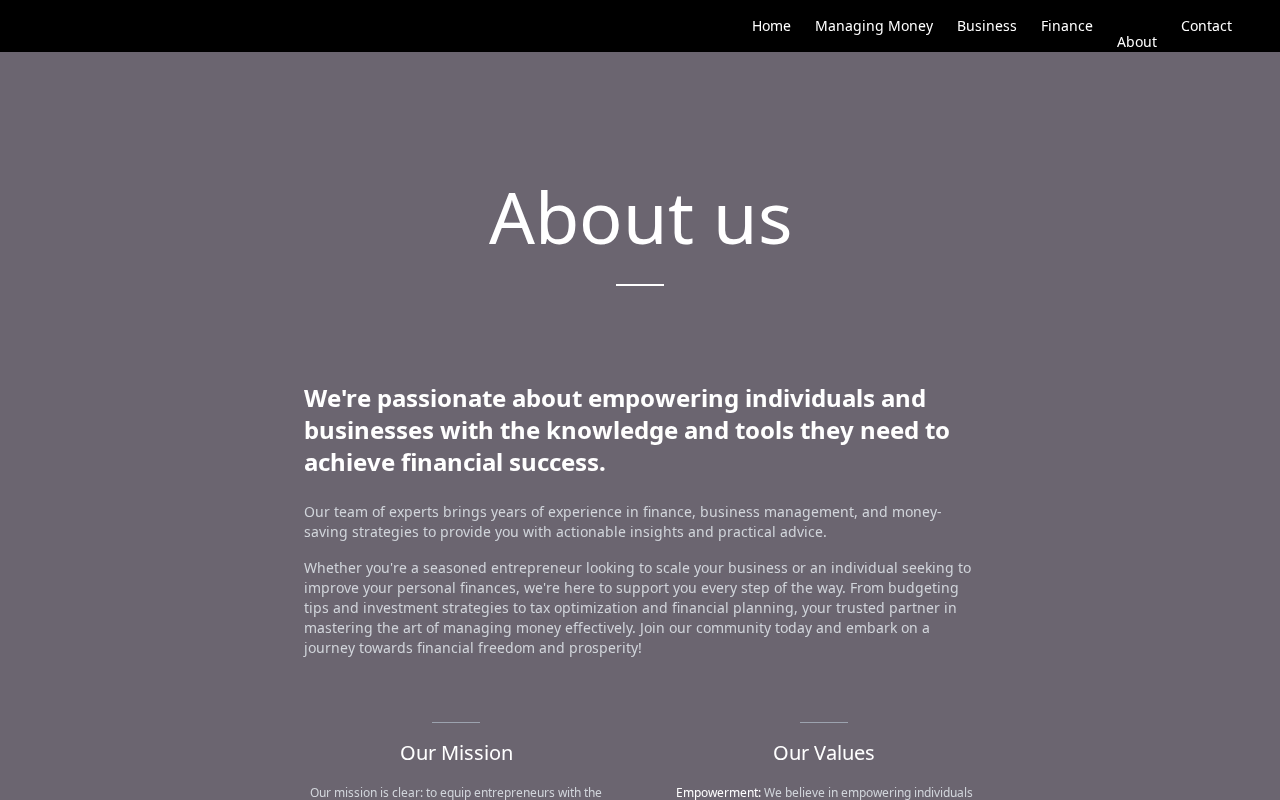 Home Managing Money Business Finance About Contact
About us
We're passionate about empowering individuals and
businesses with the knowledge and tools they need to
achieve financial success.
Our team of experts brings years of experience in finance, business management, and money-
saving strategies to provide you with actionable insights and practical advice.
Whether you're a seasoned entrepreneur looking to scale your business or an individual seeking to
improve your personal finances, we're here to support you every step of the way. From budgeting
tips and investment strategies to tax optimization and financial planning, your trusted partner in
mastering the art of managing money effectively. Join our community today and embark on a
journey towards financial freedom and prosperity!
Our Mission
Our mission is clear: to equip entrepreneurs with the
Our Values
Empowerment: We believe in empowering individuals